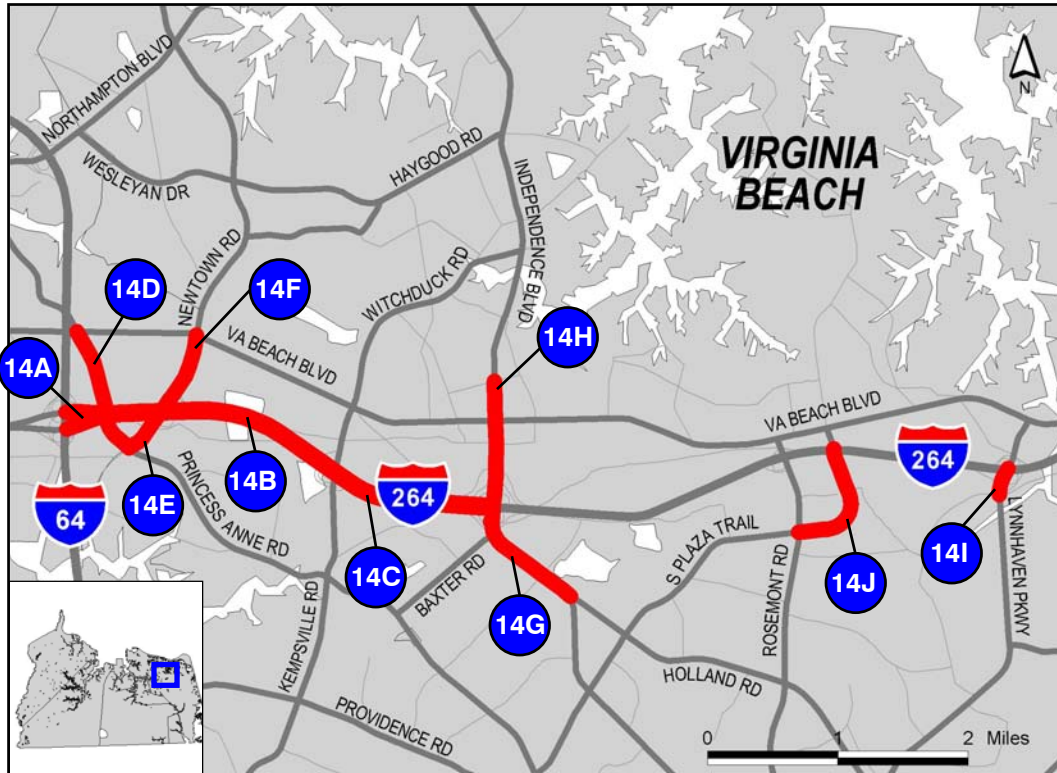 NORTHAMPTON BLVD
WESLEYAN DR
HAYGOOD RD
INDEPENDENCE BLVD
N
VIRGINIA
BEACH
NEWTOWN RD
WITCHDUCK RD
14D
14F
14H
14A
VA BEACH BLVD
VA BEACH BLVD
14E
14B
PRINCESS ANNE RD
264
264
64
14C
BAXTER RD
14G
S PLAZA TRAIL
14J
14I
LYNNHAVEN PKWY
ROSEMONT RD
KEMPSVILLE RD
HOLLAND RD
PROVIDENCE RD
0 1 2 Miles